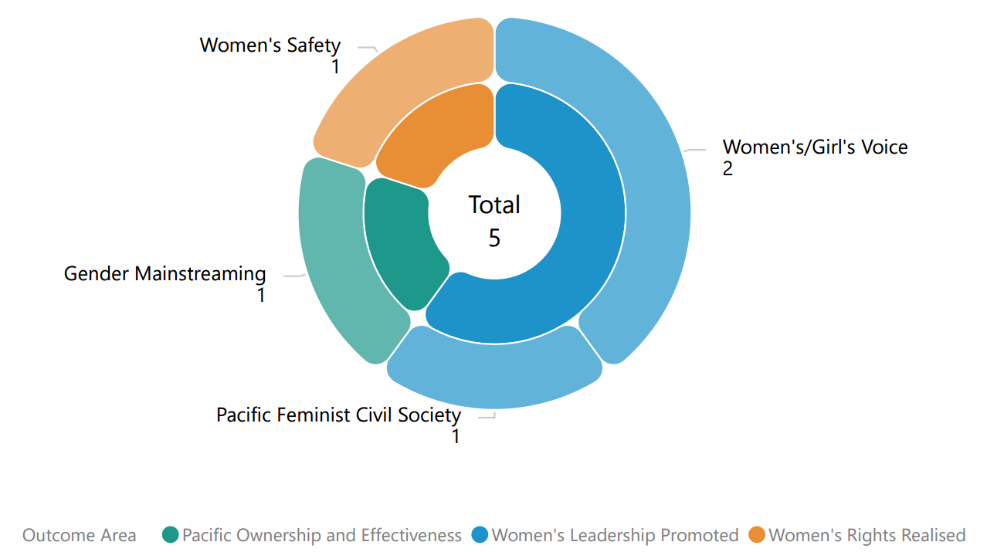 Women's Safety
1
Women's/Girl's Voice
2
Total
5
Gender Mainstreaming
1
Pacific Feminist Civil Society
1
Outcome Area Pacific Ownership and Effectiveness Women's Leadership Promoted Women's Rights Realised